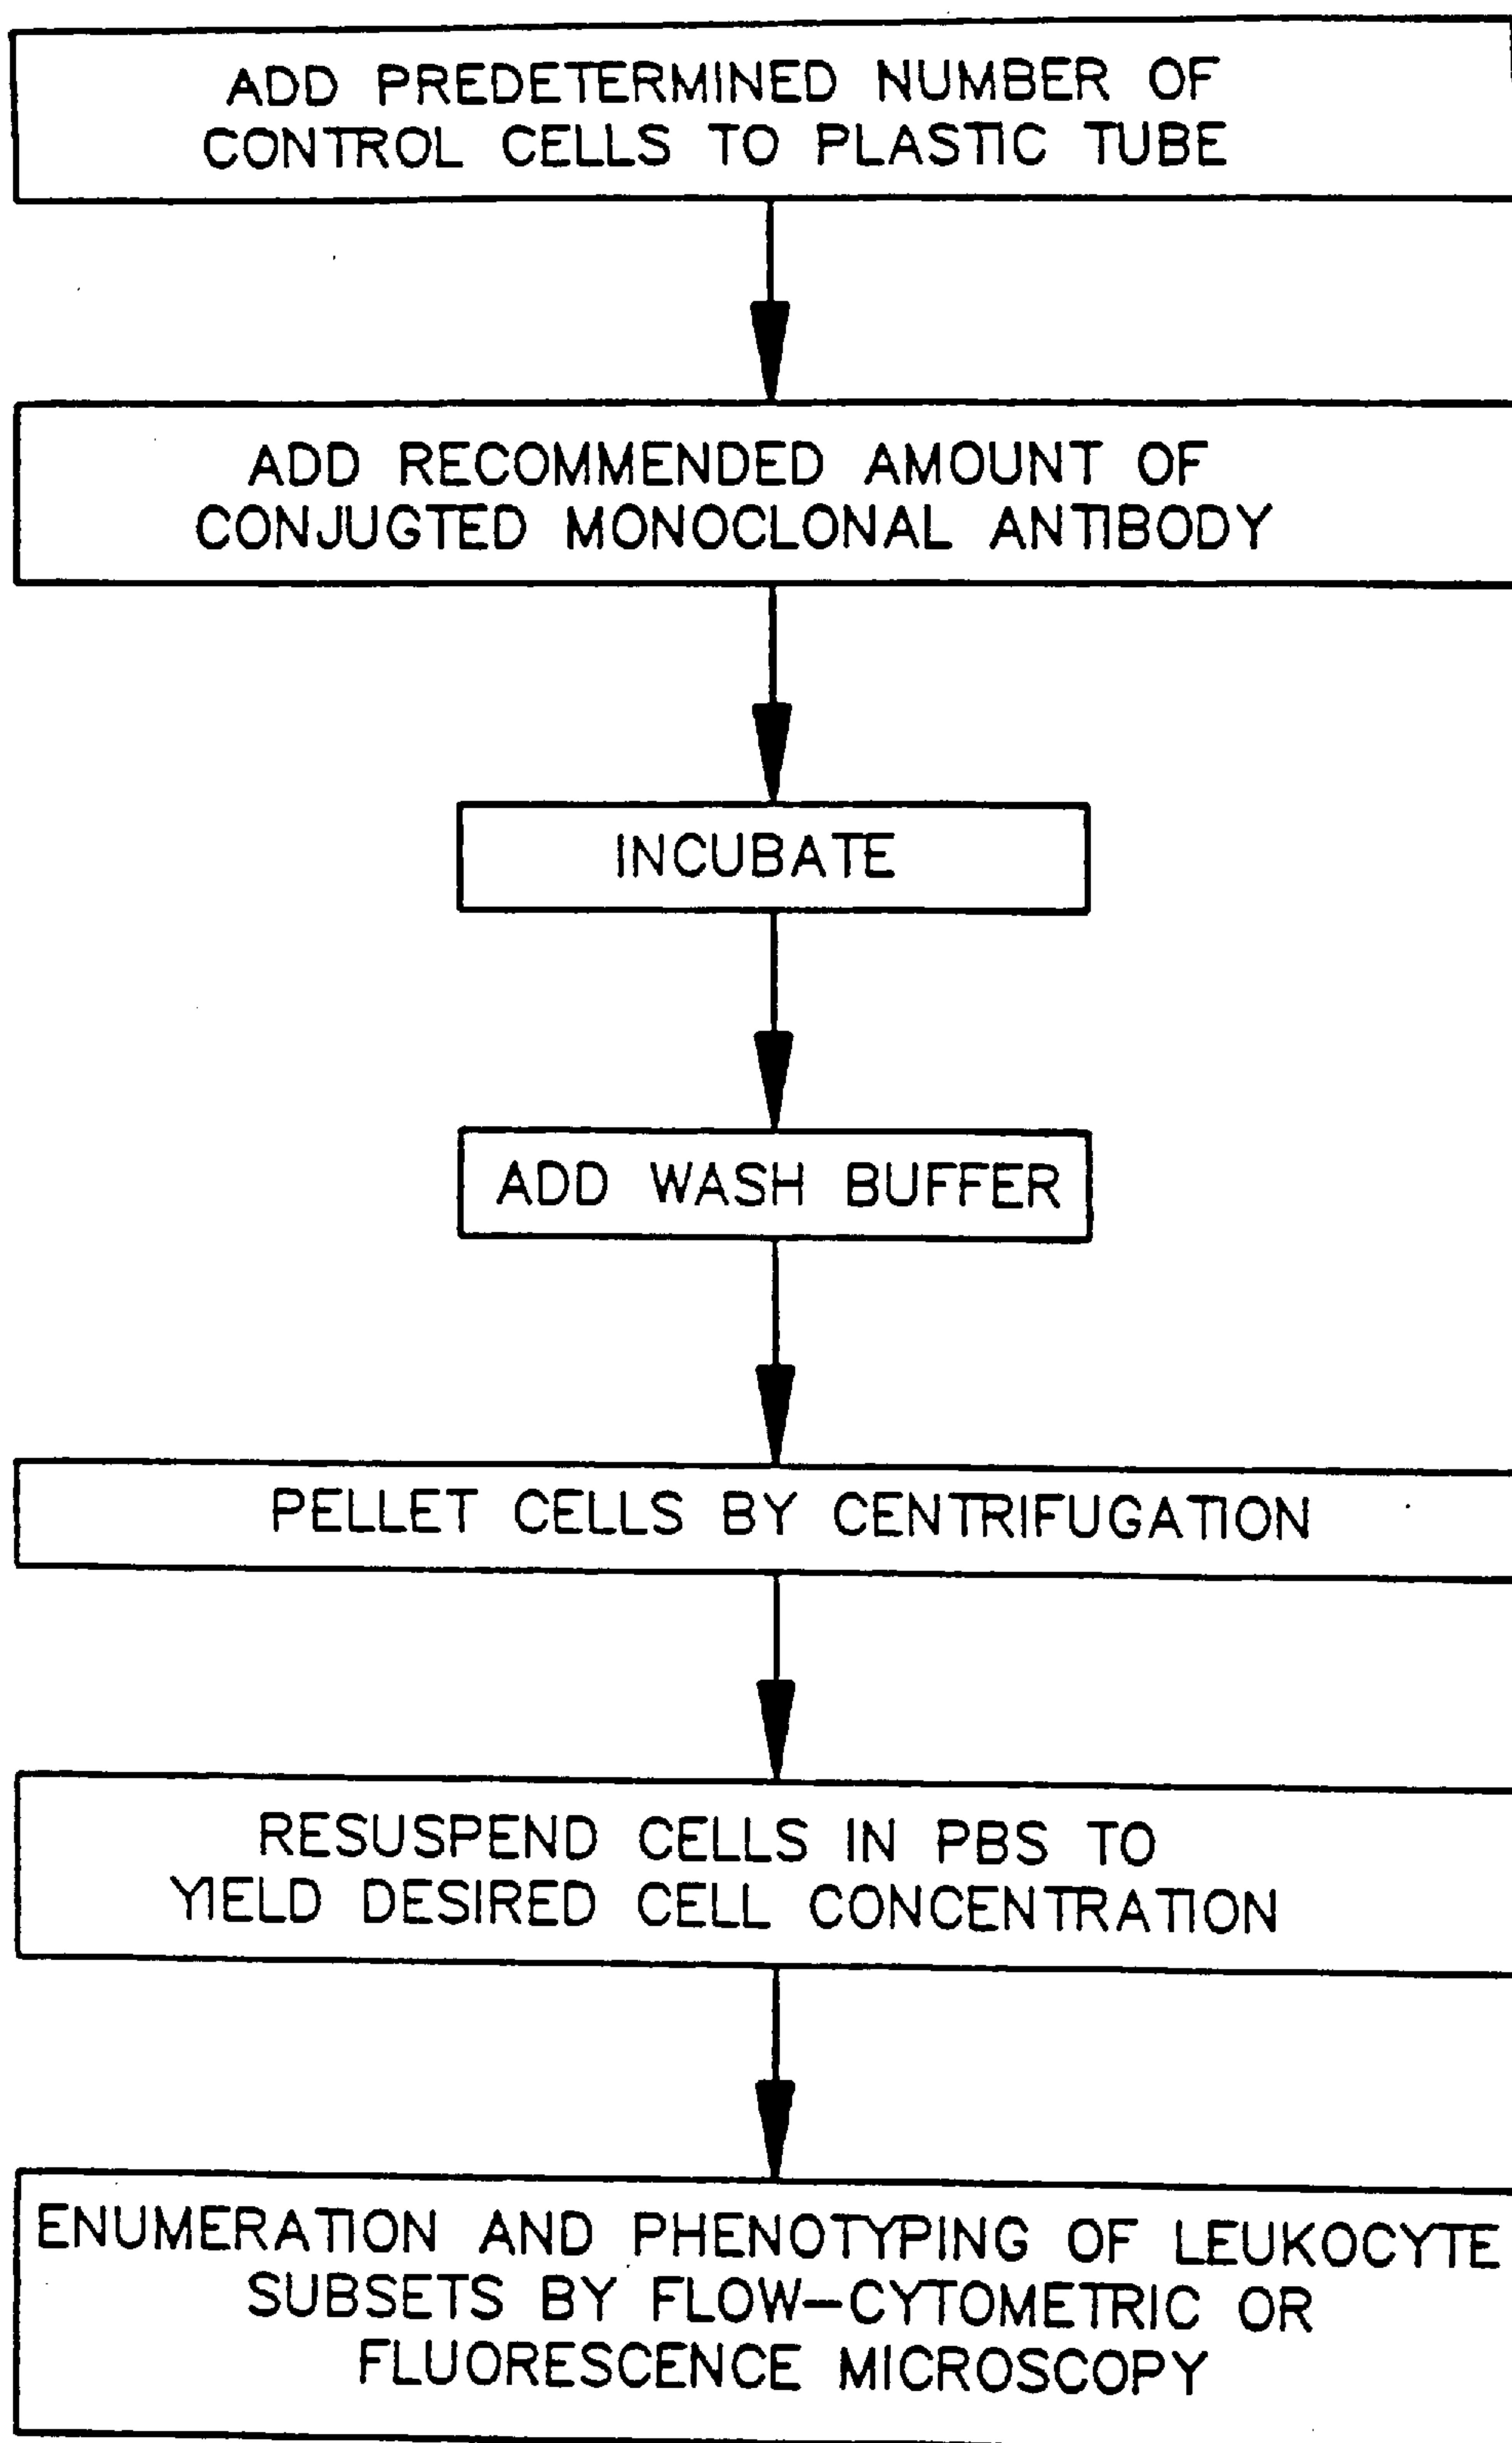 ADD PREDETERMINED NUMBER OF
CONTROL CELLS TO PLASTIC TUBE
ADD RECOMMENDED AMOUNT OF
CONJUGTED MONOCLONAL ANTIBODY
INCUBATE
ADD WASH BUFFER
PELLET CELLS BY CENTRIFUGATION
RESUSPEND CELLS IN PBS TO
YIELD DESIRED CELL CONCENTRATION
ENUMERATION AND PHENOTYPING OF LEUKOCYTE
SUBSETS BY FLOW-CYTOMETRIC OR
FLUORESCENCE MICROSCOPY